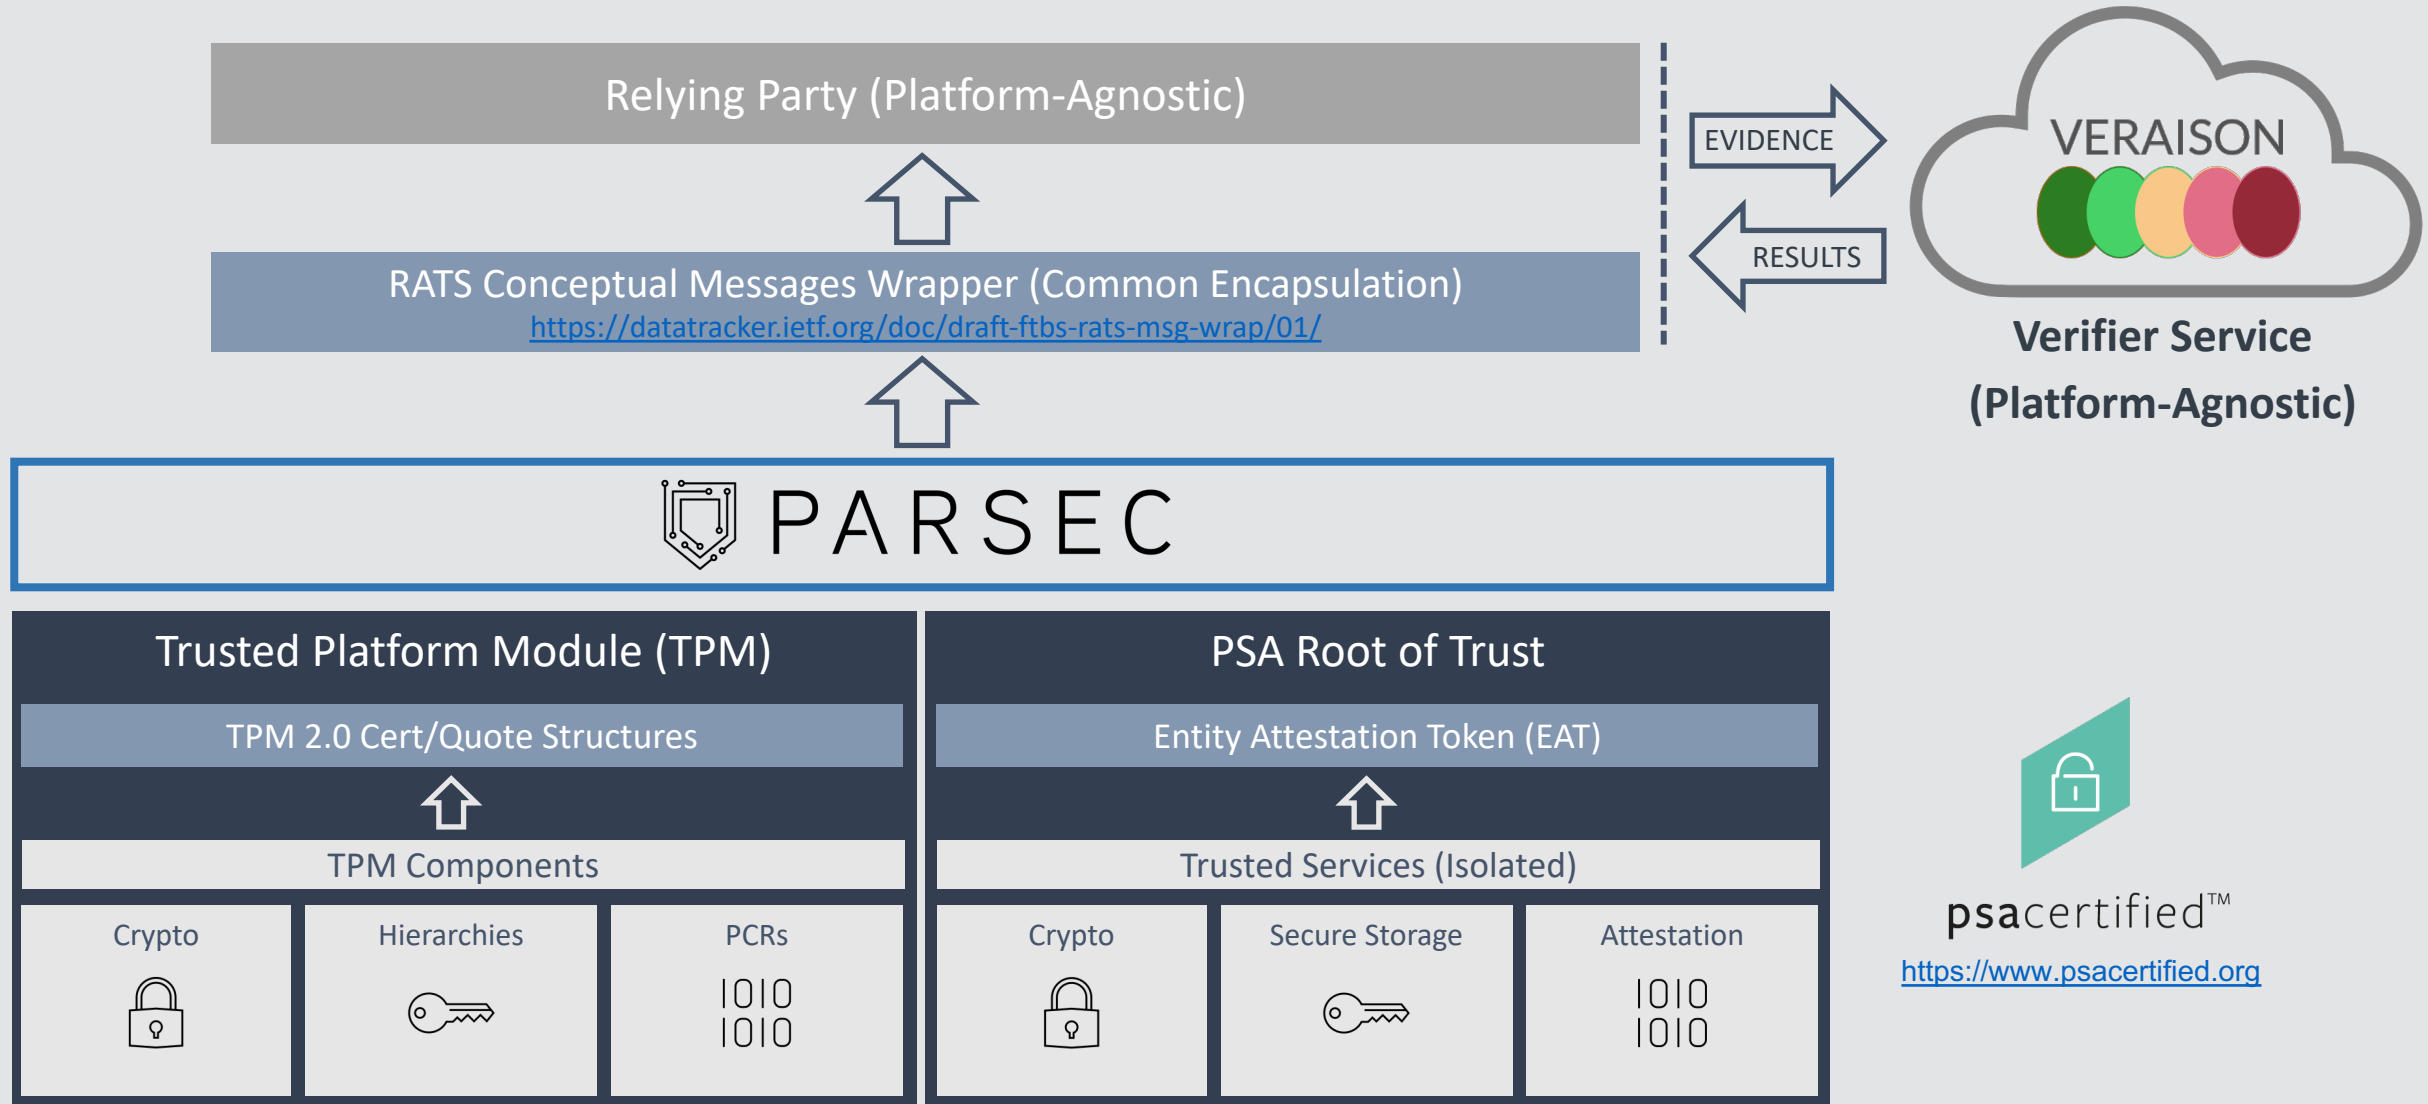 Relying Party (Platform-Agnostic)
EVIDENCE
RESULTS
VERAISON
Verifier Service
(Platform-Agnostic)
RATS Conceptual Messages Wrapper (Common Encapsulation)
https://datatracker.ietf.org/doc/draft-ftbs-rats-msg-wrap/01/
PARSEC
Trusted Platform Module (TPM)
TPM 2.0 Cert/Quote Structures
TPM Components
Crypto
Hierarchies
PCRs
1010
1010
PSA Root of Trust
Entity Attestation Token (EAT)
Trusted Services (Isolated)
Crypto
Secure Storage
Attestation
1010
1010
psacertified™
https://www.psacertified.org